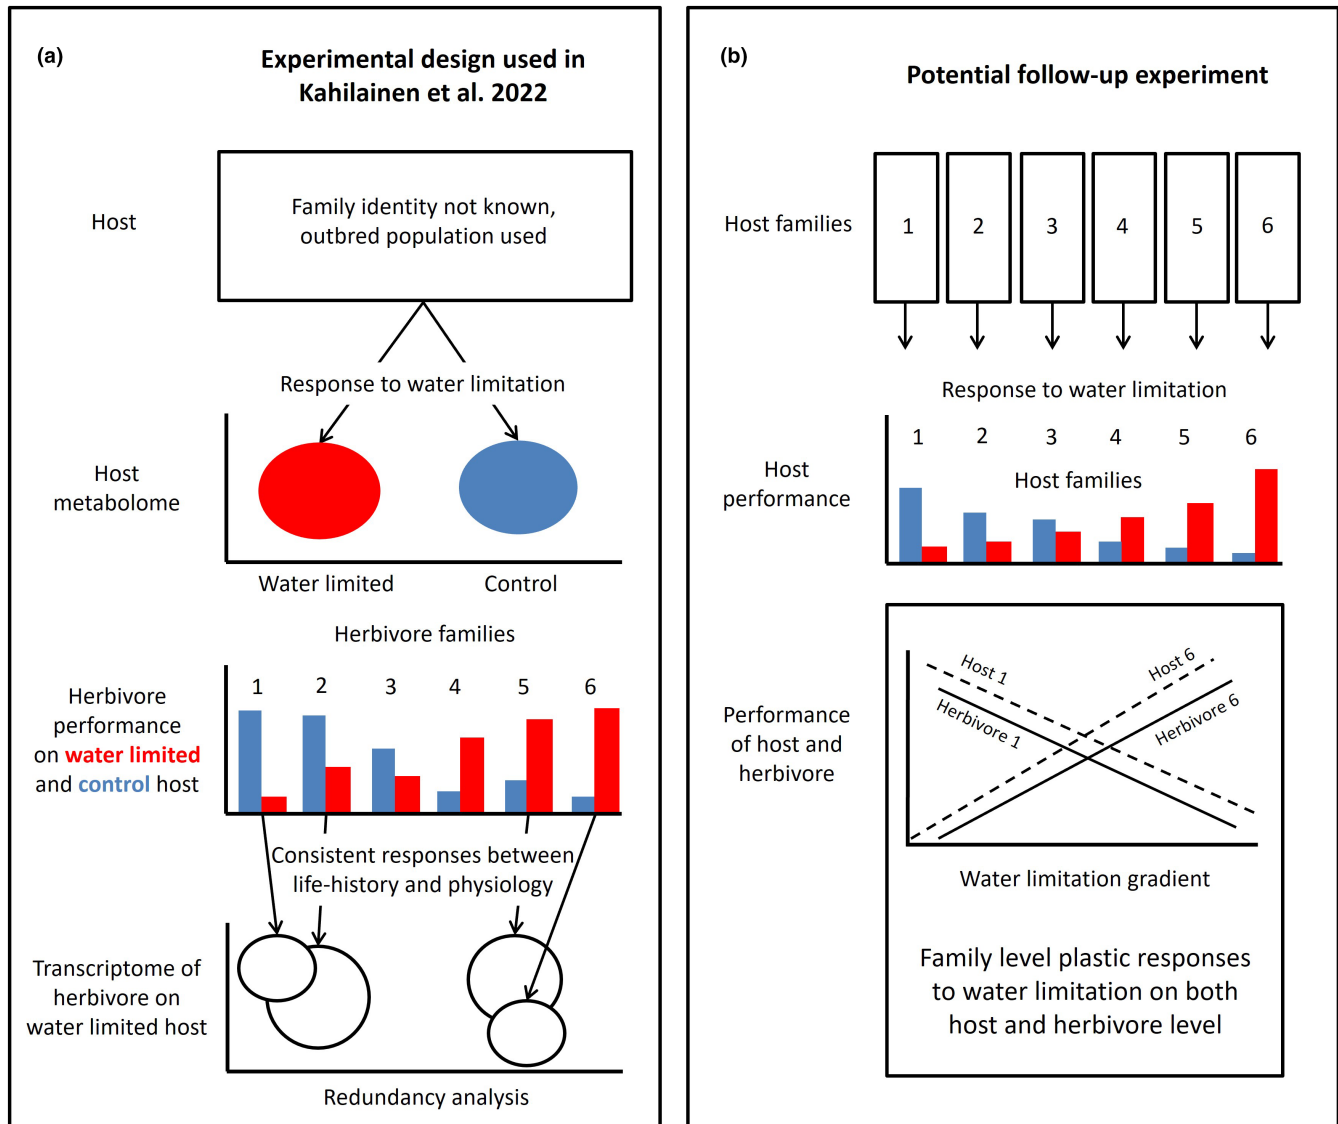 (a)
Experimental design used in
Kahilainen et al. 2022
Host
Family identity not known,
outbred population used
Response to water limitation
Host
metabolome
Water limited
Control
Herbivore families
Herbivore
performance
on water limited
and control host
1 2 3 4 5 6
Consistent responses between
life-history and physiology
Transcriptome of
herbivore on
water limited host
Redundancy analysis
(b)
Potential follow-up experiment
Host families
1 2 3 4 5 6
Response to water limitation
1 2 3 4 5 6
Host
performance
Host families
Performance
of host and
herbivore
Host 1
Herbivore 1
Host 6
Herbivore 6
Water limitation gradient
Family level plastic responses
to water limitation on both
host and herbivore level